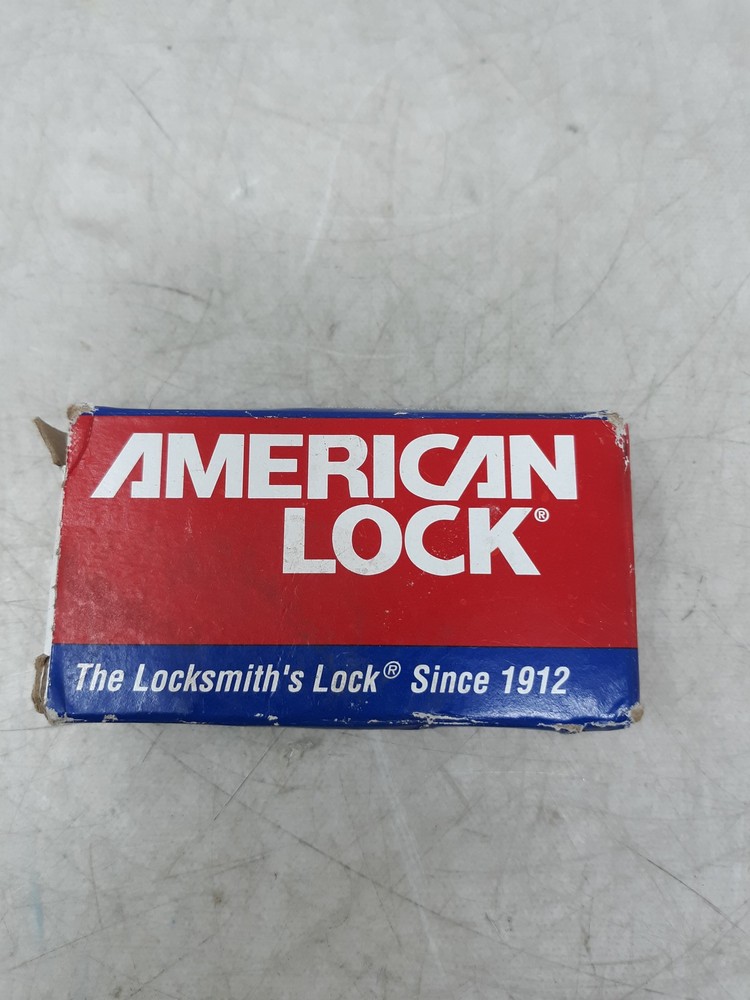 AMERICAN
LOCK®
The Locksmith's Lock® Since 1912